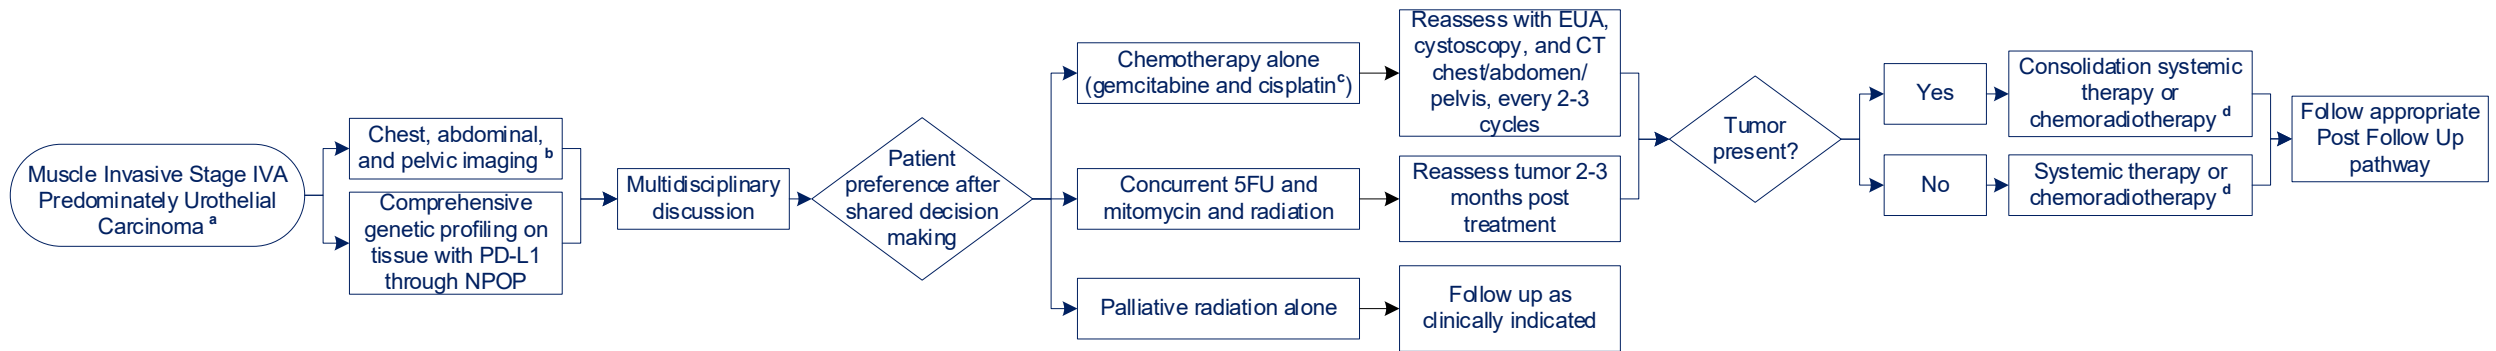 Muscle Invasive Stage IVA
Predominately Urothelial
Carcinoma a
Chest, abdominal,
and pelvic imaging b
Comprehensive
genetic profiling on
tissue with PD-L1
through NPOP
Multidisciplinary
discussion
Patient
preference after
shared decision
making
Chemotherapy alone
(gemcitabine and cisplatinc)
Concurrent 5FU and
mitomycin and radiation
Palliative radiation alone
Reassess with EUA,
cystoscopy, and CT
chest/abdomen/
pelvis, every 2-3
cycles
Reassess tumor 2-3
months post
treatment
Follow up as
clinically indicated
Tumor
present?
Yes
No
Consolidation systemic
therapy or
chemoradiotherapy d
Systemic therapy or
chemoradiotherapy d
Follow appropriate
Post Follow Up
pathway